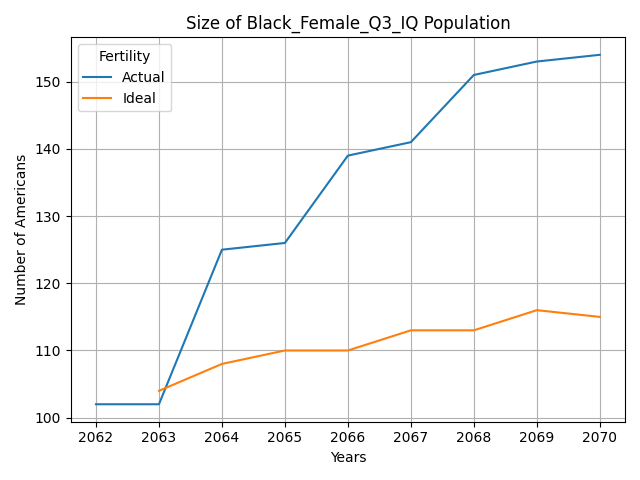 Size of Black_Female_Q3_IQ Population
Fertility
Actual
Ideal
Number of Americans
150
140
130
120
110
100
2062 2063 2064 2065 2066 2067 2068 2069 2070
Years